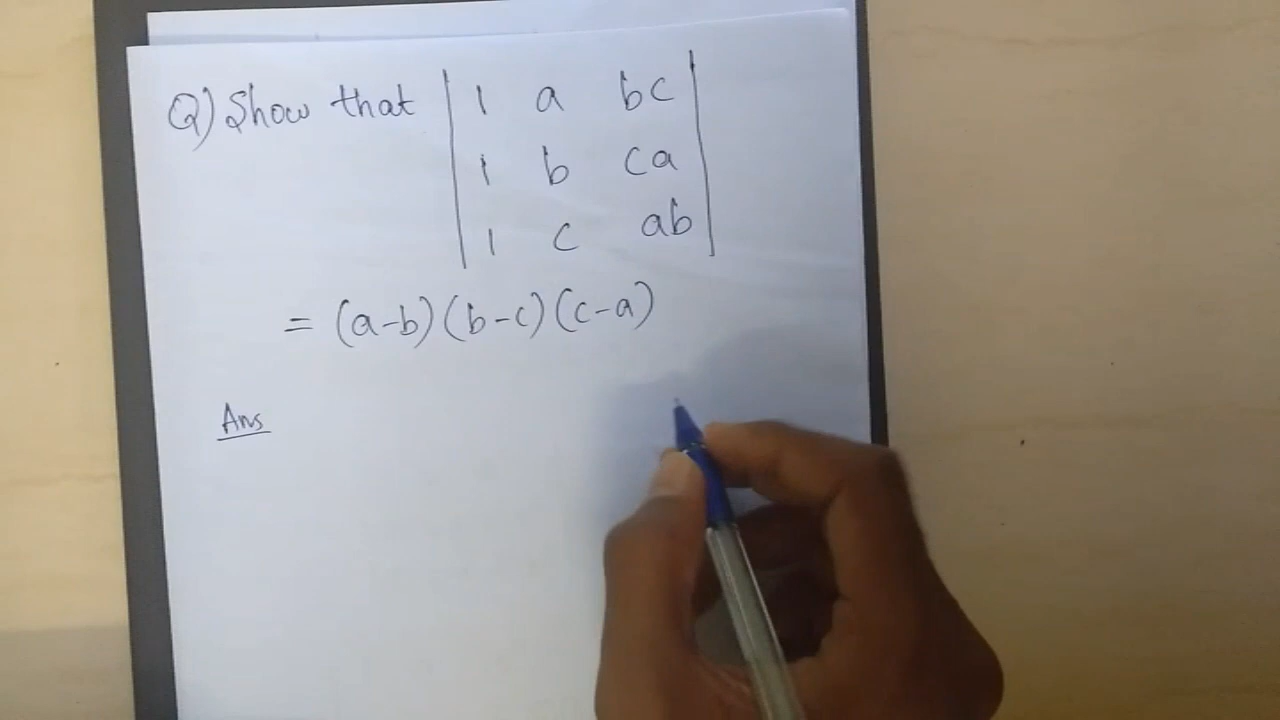 Q) Show that | 1 a bc |
| 1 b ca |
| 1 c ab |
= (a-b)(b-c)(c-a)
Ans